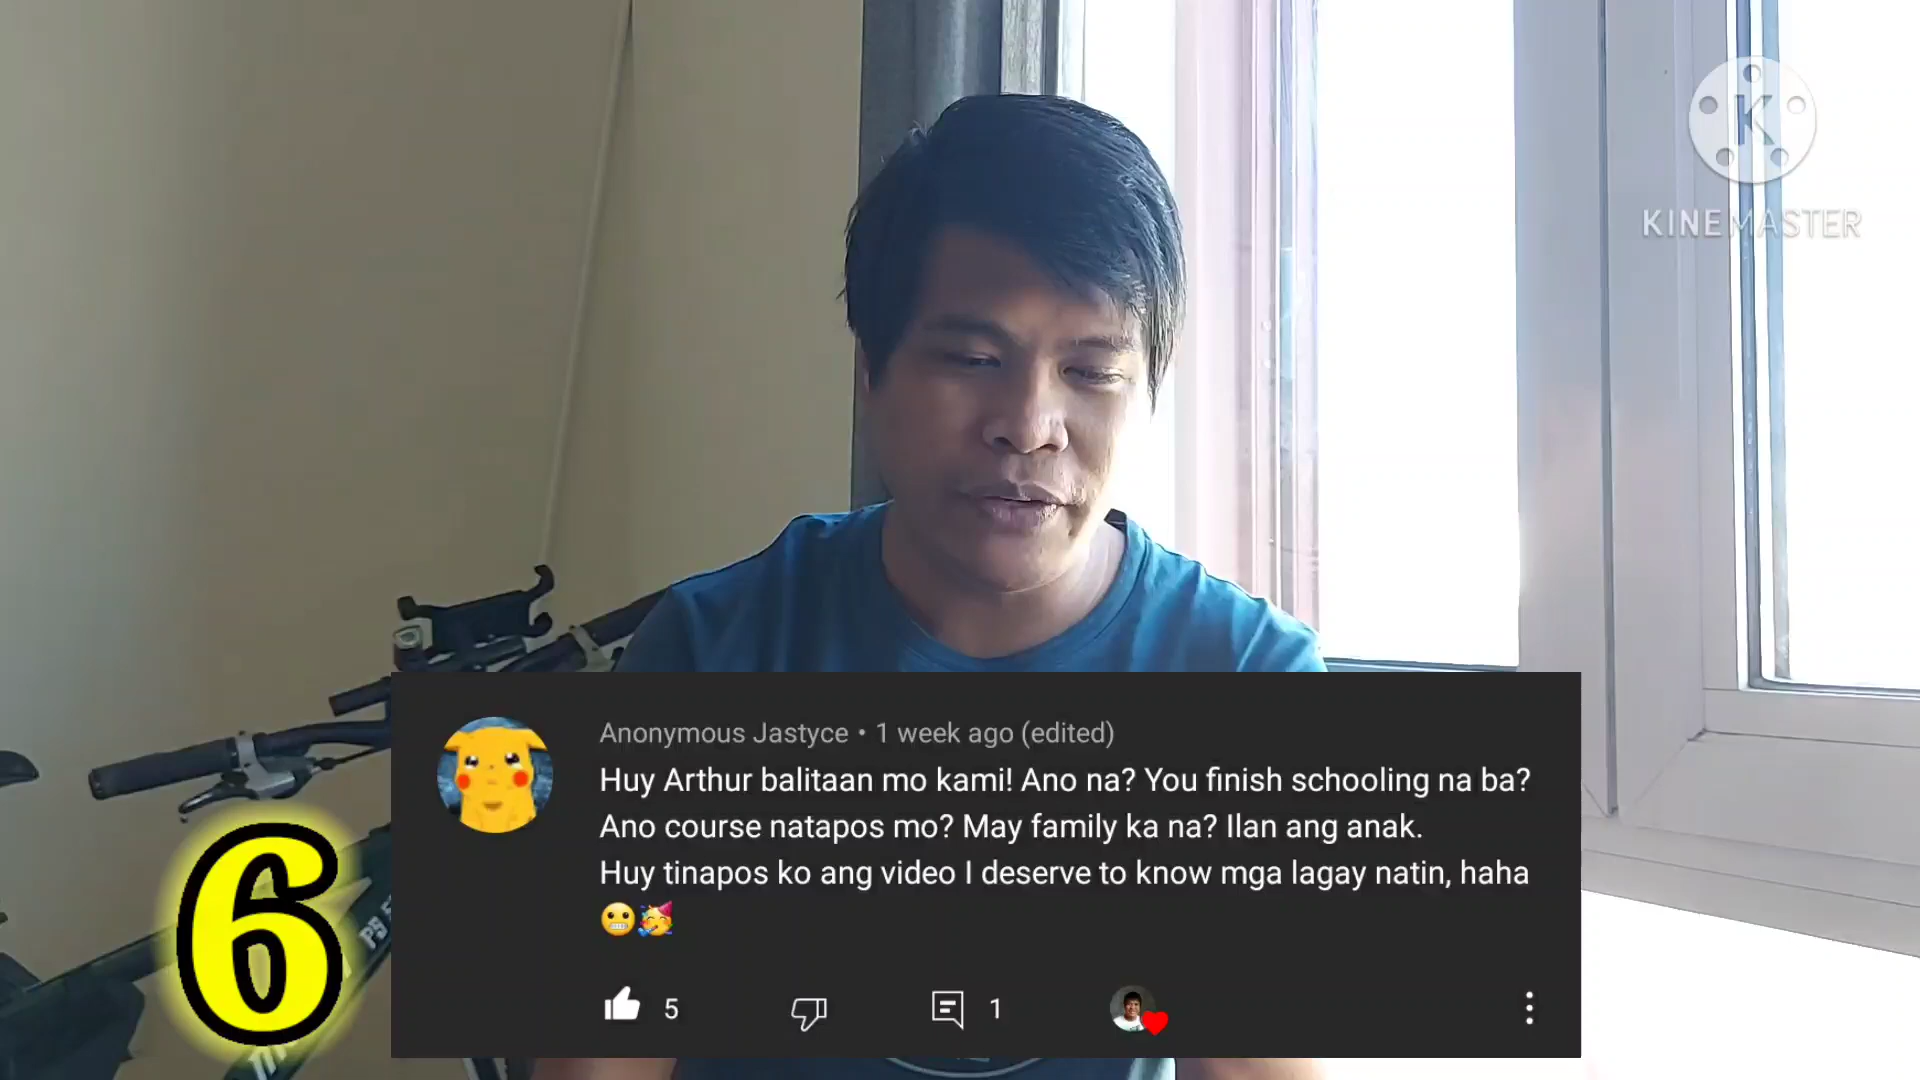 K
KINEMASTER
Anonymous Jastyce • 1 week ago (edited)
Huy Arthur balitaan mo kami! Ano na? You finish schooling na ba?
Ano course natapos mo? May family ka na? Ilan ang anak.
Huy tinapos ko ang video I deserve to know mga lagay natin, haha
😬🥳
5
1
6